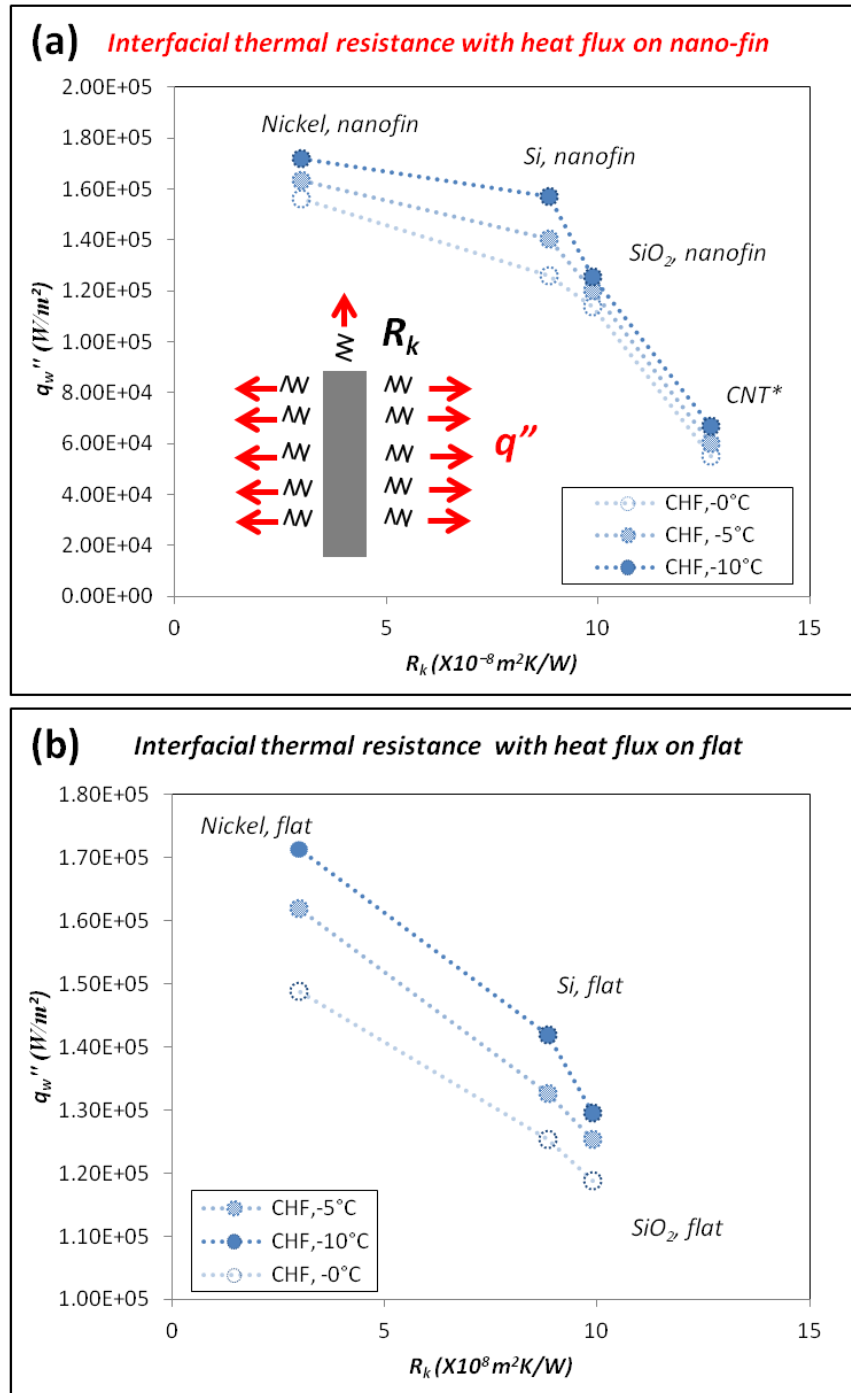 (a) Interfacial thermal resistance with heat flux on nano-fin
2.00E+05
1.80E+05
1.60E+05
1.40E+05
1.20E+05
1.00E+05
8.00E+04
6.00E+04
4.00E+04
2.00E+04
0.00E+00
q_w'' (W/m²)
Nickel, nanofin
Si, nanofin
SiO₂, nanofin
CNT*
R_k
q''
CHF,-0°C
CHF, -5°C
CHF,-10°C
0 5 10 15
R_k (X10⁻⁸ m²K/W)
(b) Interfacial thermal resistance with heat flux on flat
1.80E+05
1.70E+05
1.60E+05
1.50E+05
1.40E+05
1.30E+05
1.20E+05
1.10E+05
1.00E+05
q_w'' (W/m²)
Nickel, flat
Si, flat
SiO₂, flat
CHF,-5°C
CHF,-10°C
CHF, -0°C
0 5 10 15
R_k (X10⁸ m²K/W)